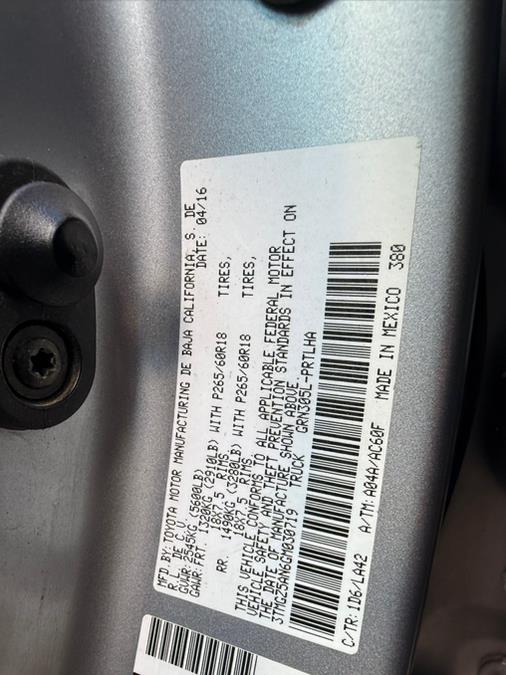 MFD.BY:TOYOTA MOTOR MANUFACTURING DE BAJA CALIFORNIA, S. DE
R.L. DE C.V. DATE: 04/16
GVWR:2545KG (5600LB)
GAWR:FRT. 1320KG (2910LB) WITH P265/60R18 TIRES,
18X7.5 RIMS.
RR. 1490KG (3280LB) WITH P265/60R18 TIRES,
18X7.5 RIMS.
THIS VEHICLE CONFORMS TO ALL APPLICABLE FEDERAL MOTOR
VEHICLE SAFETY AND THEFT PREVENTION STANDARDS IN EFFECT ON
THE DATE OF MANUFACTURE SHOWN ABOVE.
3TMGZ5AN6GM030719 TRUCK GRN305L-PRTLHA
C/TR:1D6/LA42 A/TM:A04A/AC60F MADE IN MEXICO 380